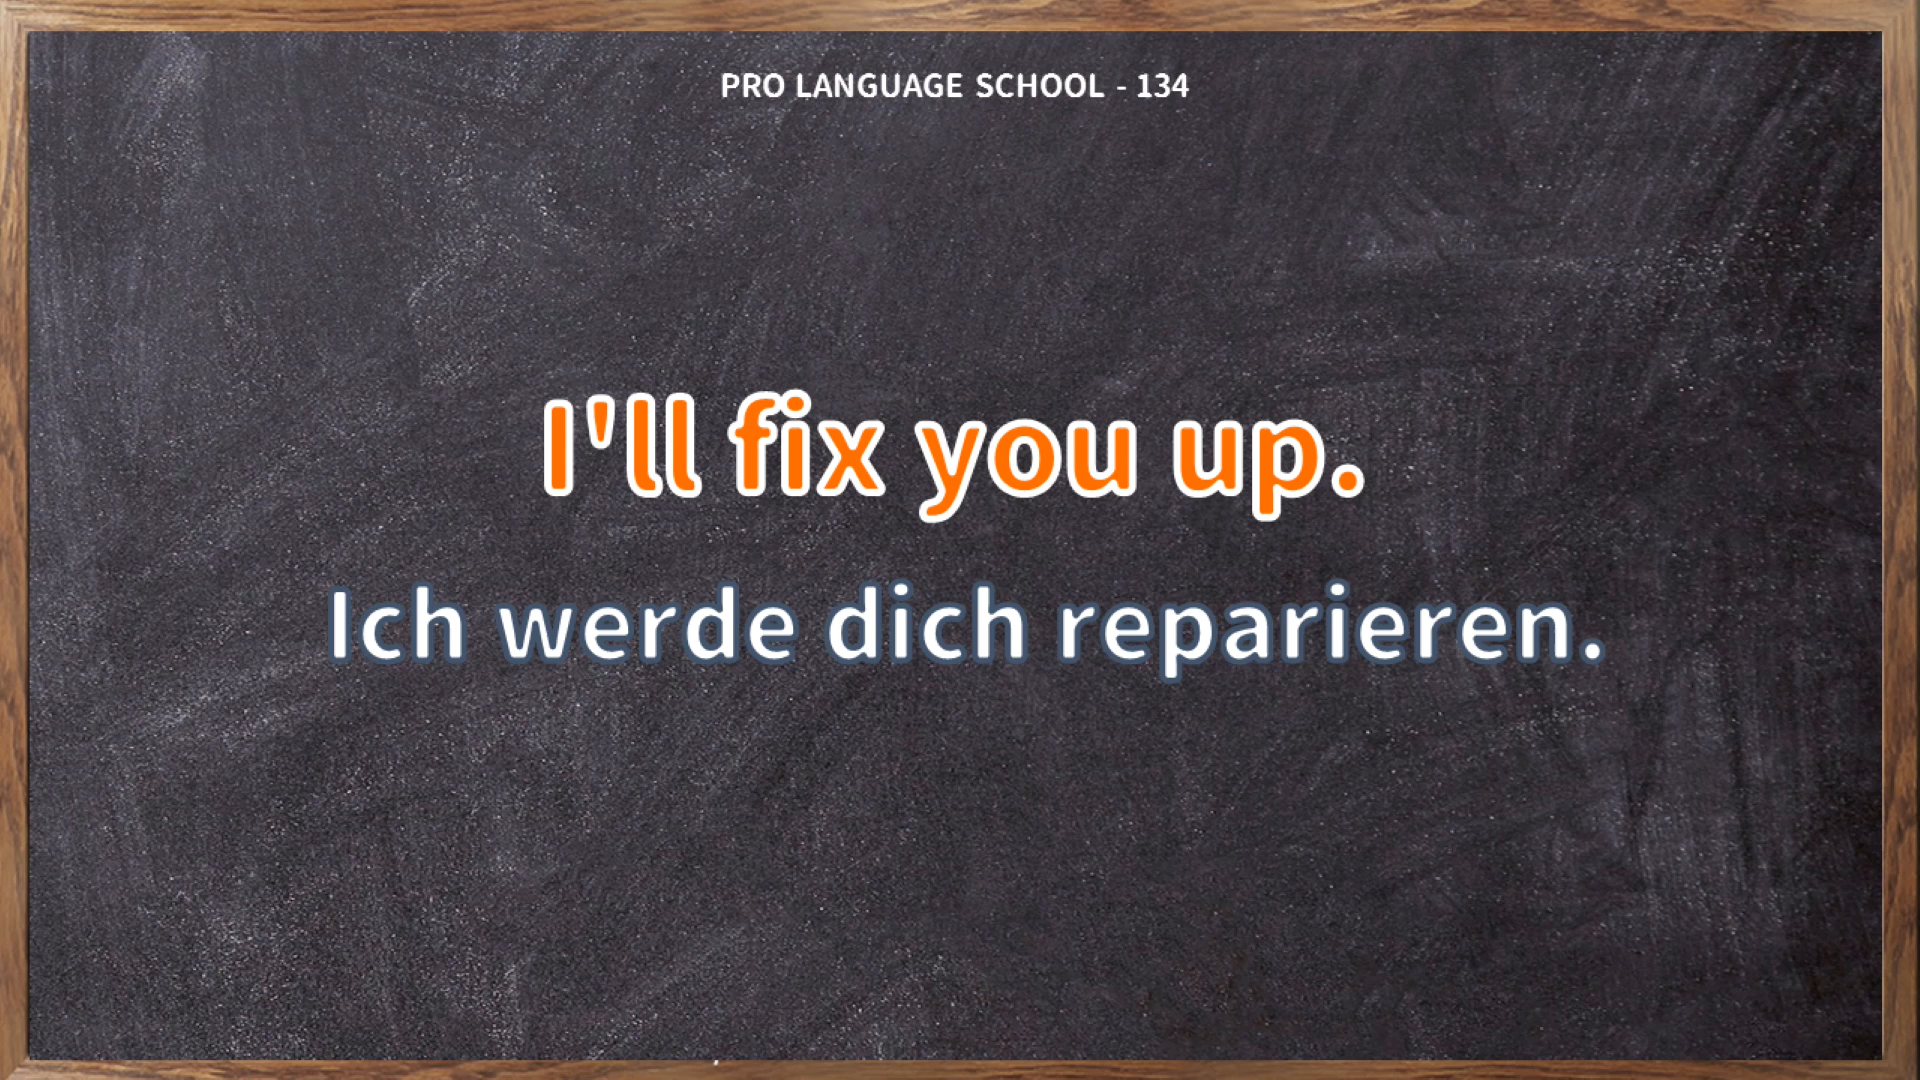 PRO LANGUAGE SCHOOL - 134
I'll fix you up.
Ich werde dich reparieren.